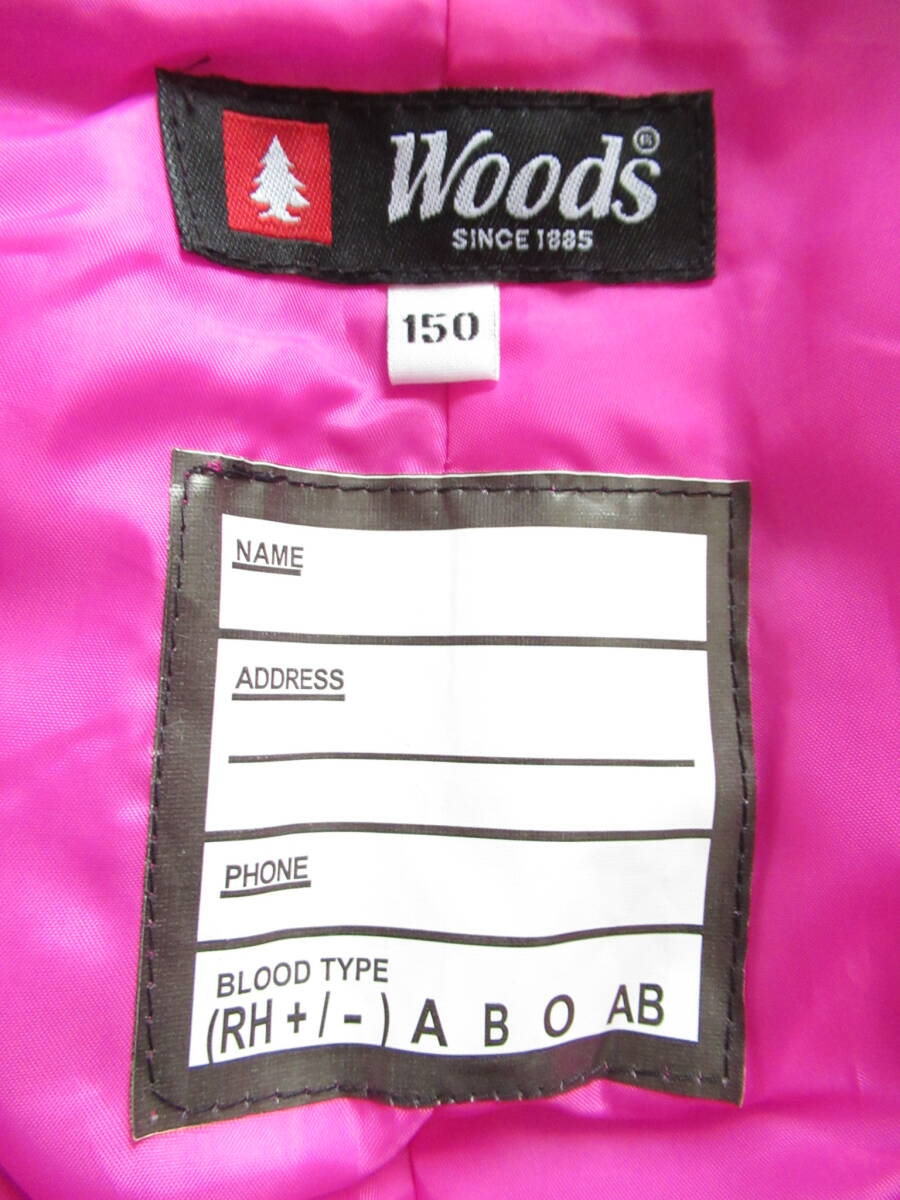 Woods®
SINCE 1885
150
NAME
ADDRESS
PHONE
BLOOD TYPE
(RH + / - ) A B O AB